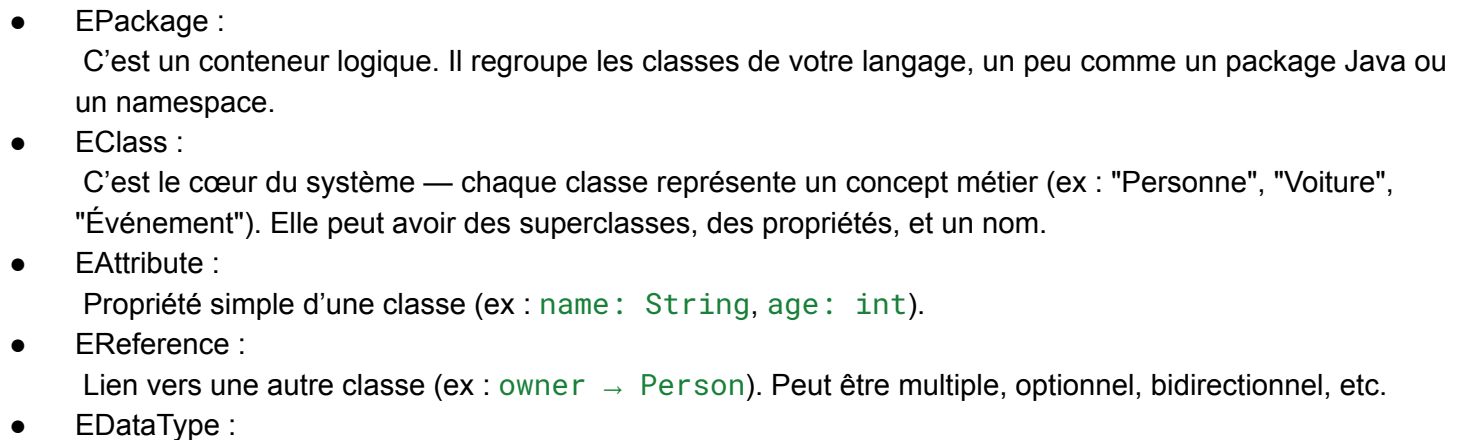 ● EPackage :
C’est un conteneur logique. Il regroupe les classes de votre langage, un peu comme un package Java ou
un namespace.
● EClass :
C’est le cœur du système — chaque classe représente un concept métier (ex : "Personne", "Voiture",
"Événement"). Elle peut avoir des superclasses, des propriétés, et un nom.
● EAttribute :
Propriété simple d’une classe (ex : name: String, age: int).
● EReference :
Lien vers une autre classe (ex : owner → Person). Peut être multiple, optionnel, bidirectionnel, etc.
● EDataType :